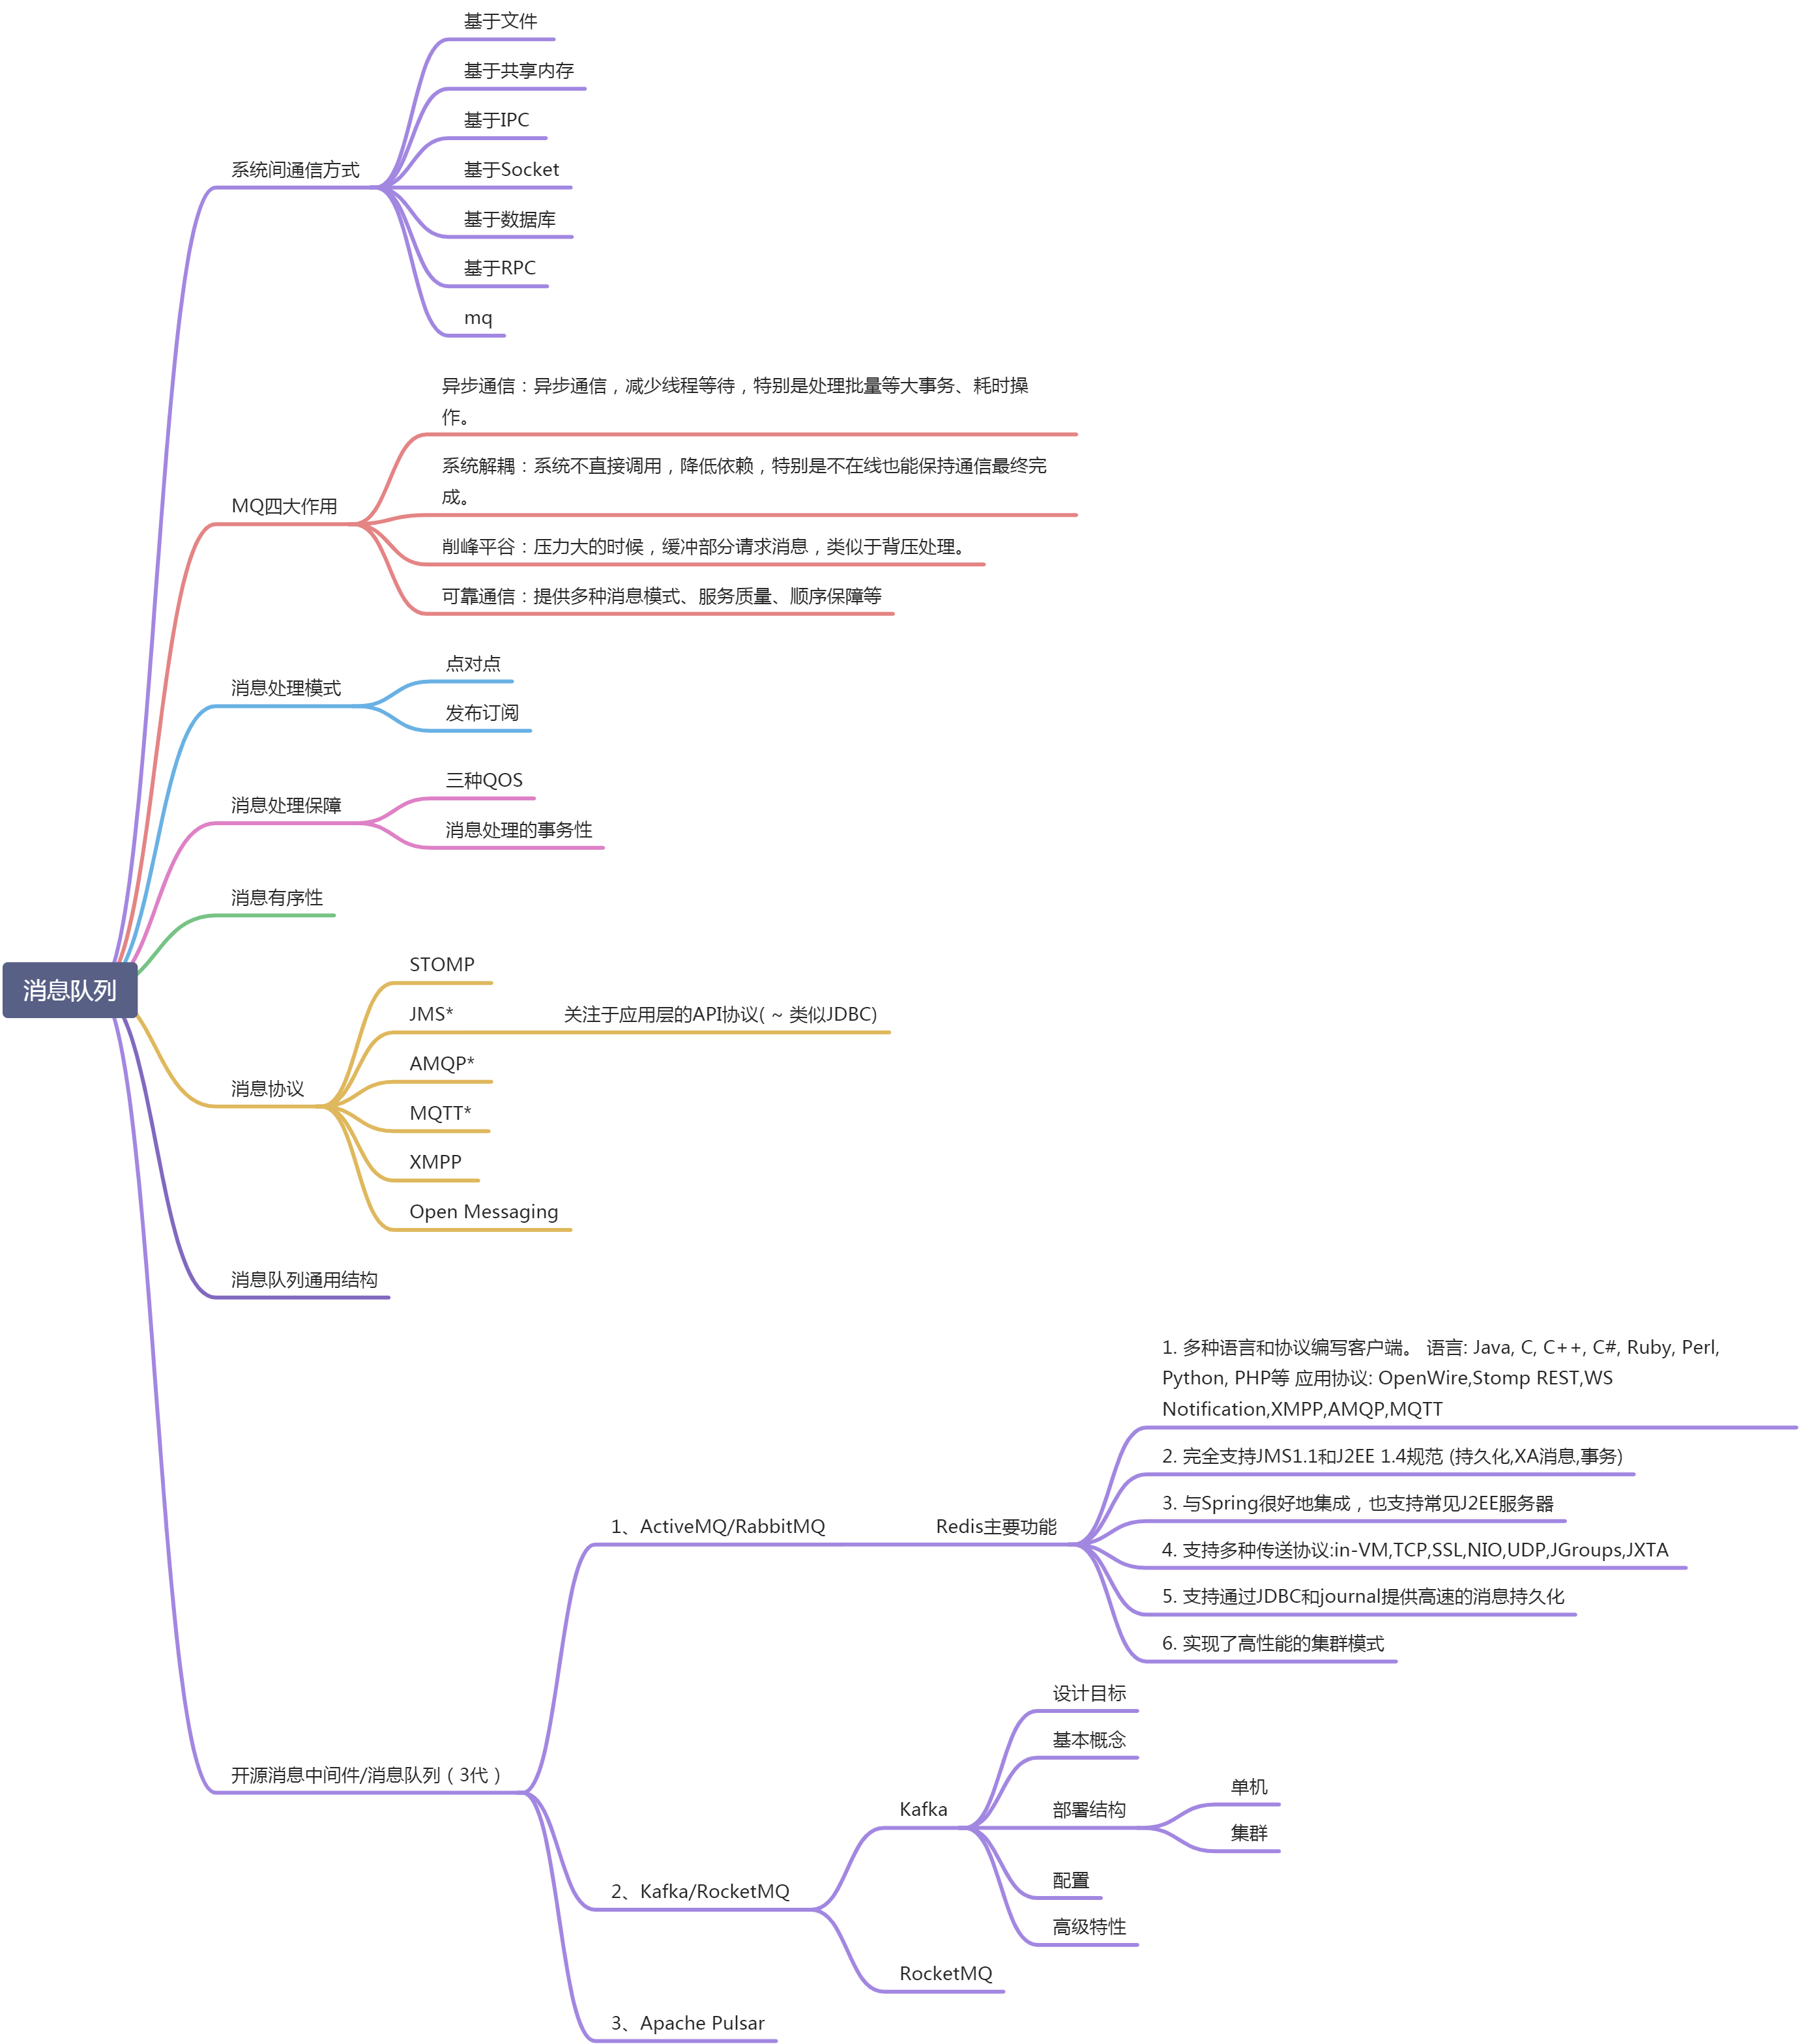 基于文件
基于共享内存
基于IPC
系统间通信方式
基于Socket
基于数据库
基于RPC
mq
异步通信：异步通信，减少线程等待，特别是处理批量等大事务、耗时操
作。
系统解耦：系统不直接调用，降低依赖，特别是不在线也能保持通信最终完
成。
MQ四大作用
削峰平谷：压力大的时候，缓冲部分请求消息，类似于背压处理。
可靠通信：提供多种消息模式、服务质量、顺序保障等
点对点
消息处理模式
发布订阅
三种QOS
消息处理保障
消息处理的事务性
消息有序性
消息队列
STOMP
JMS*
关注于应用层的API协议( ~ 类似JDBC)
AMQP*
消息协议
MQTT*
XMPP
Open Messaging
消息队列通用结构
1. 多种语言和协议编写客户端。 语言: Java, C, C++, C#, Ruby, Perl,
Python, PHP等 应用协议: OpenWire,Stomp REST,WS
Notification,XMPP,AMQP,MQTT
2. 完全支持JMS1.1和J2EE 1.4规范 (持久化,XA消息,事务)
3. 与Spring很好地集成，也支持常见J2EE服务器
1、ActiveMQ/RabbitMQ
Redis主要功能
4. 支持多种传送协议:in-VM,TCP,SSL,NIO,UDP,JGroups,JXTA
5. 支持通过JDBC和journal提供高速的消息持久化
6. 实现了高性能的集群模式
设计目标
基本概念
开源消息中间件/消息队列（3代）
单机
Kafka
部署结构
集群
配置
2、Kafka/RocketMQ
高级特性
RocketMQ
3、Apache Pulsar